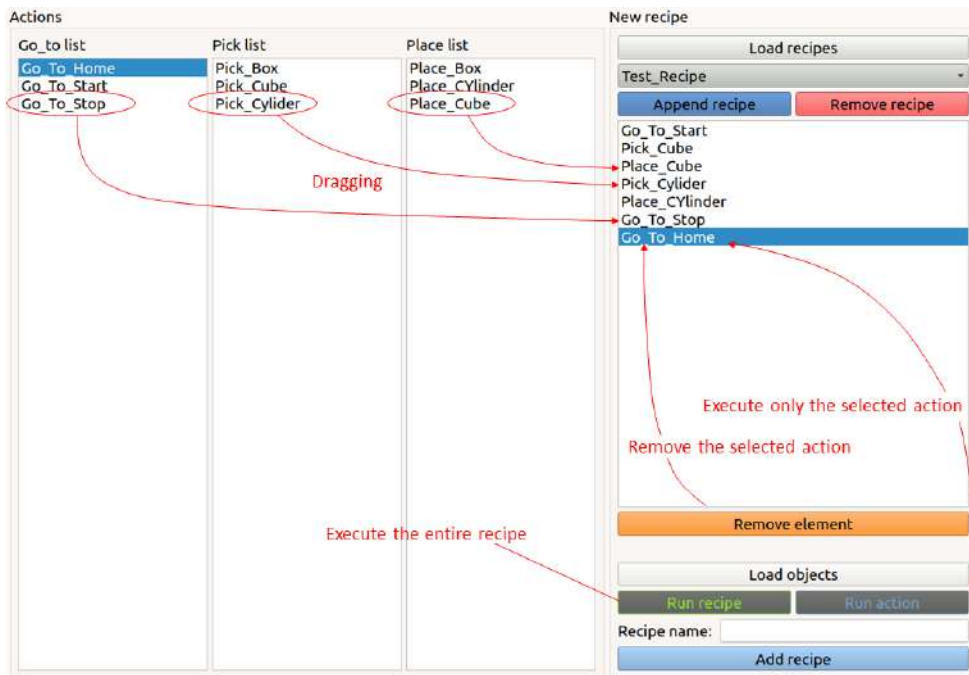 Actions
Go_to list
Go_To_Home
Go_To_Start
Go_To_Stop
Pick list
Pick_Box
Pick_Cube
Pick_Cylider
Place list
Place_Box
Place_CYlinder
Place_Cube
Dragging
New recipe
Load recipes
Test_Recipe
Append recipe
Remove recipe
Go_To_Start
Pick_Cube
Place_Cube
Pick_Cylider
Place_CYlinder
Go_To_Stop
Go_To_Home
Execute only the selected action
Remove the selected action
Remove element
Execute the entire recipe
Load objects
Run recipe
Run action
Recipe name:
Add recipe